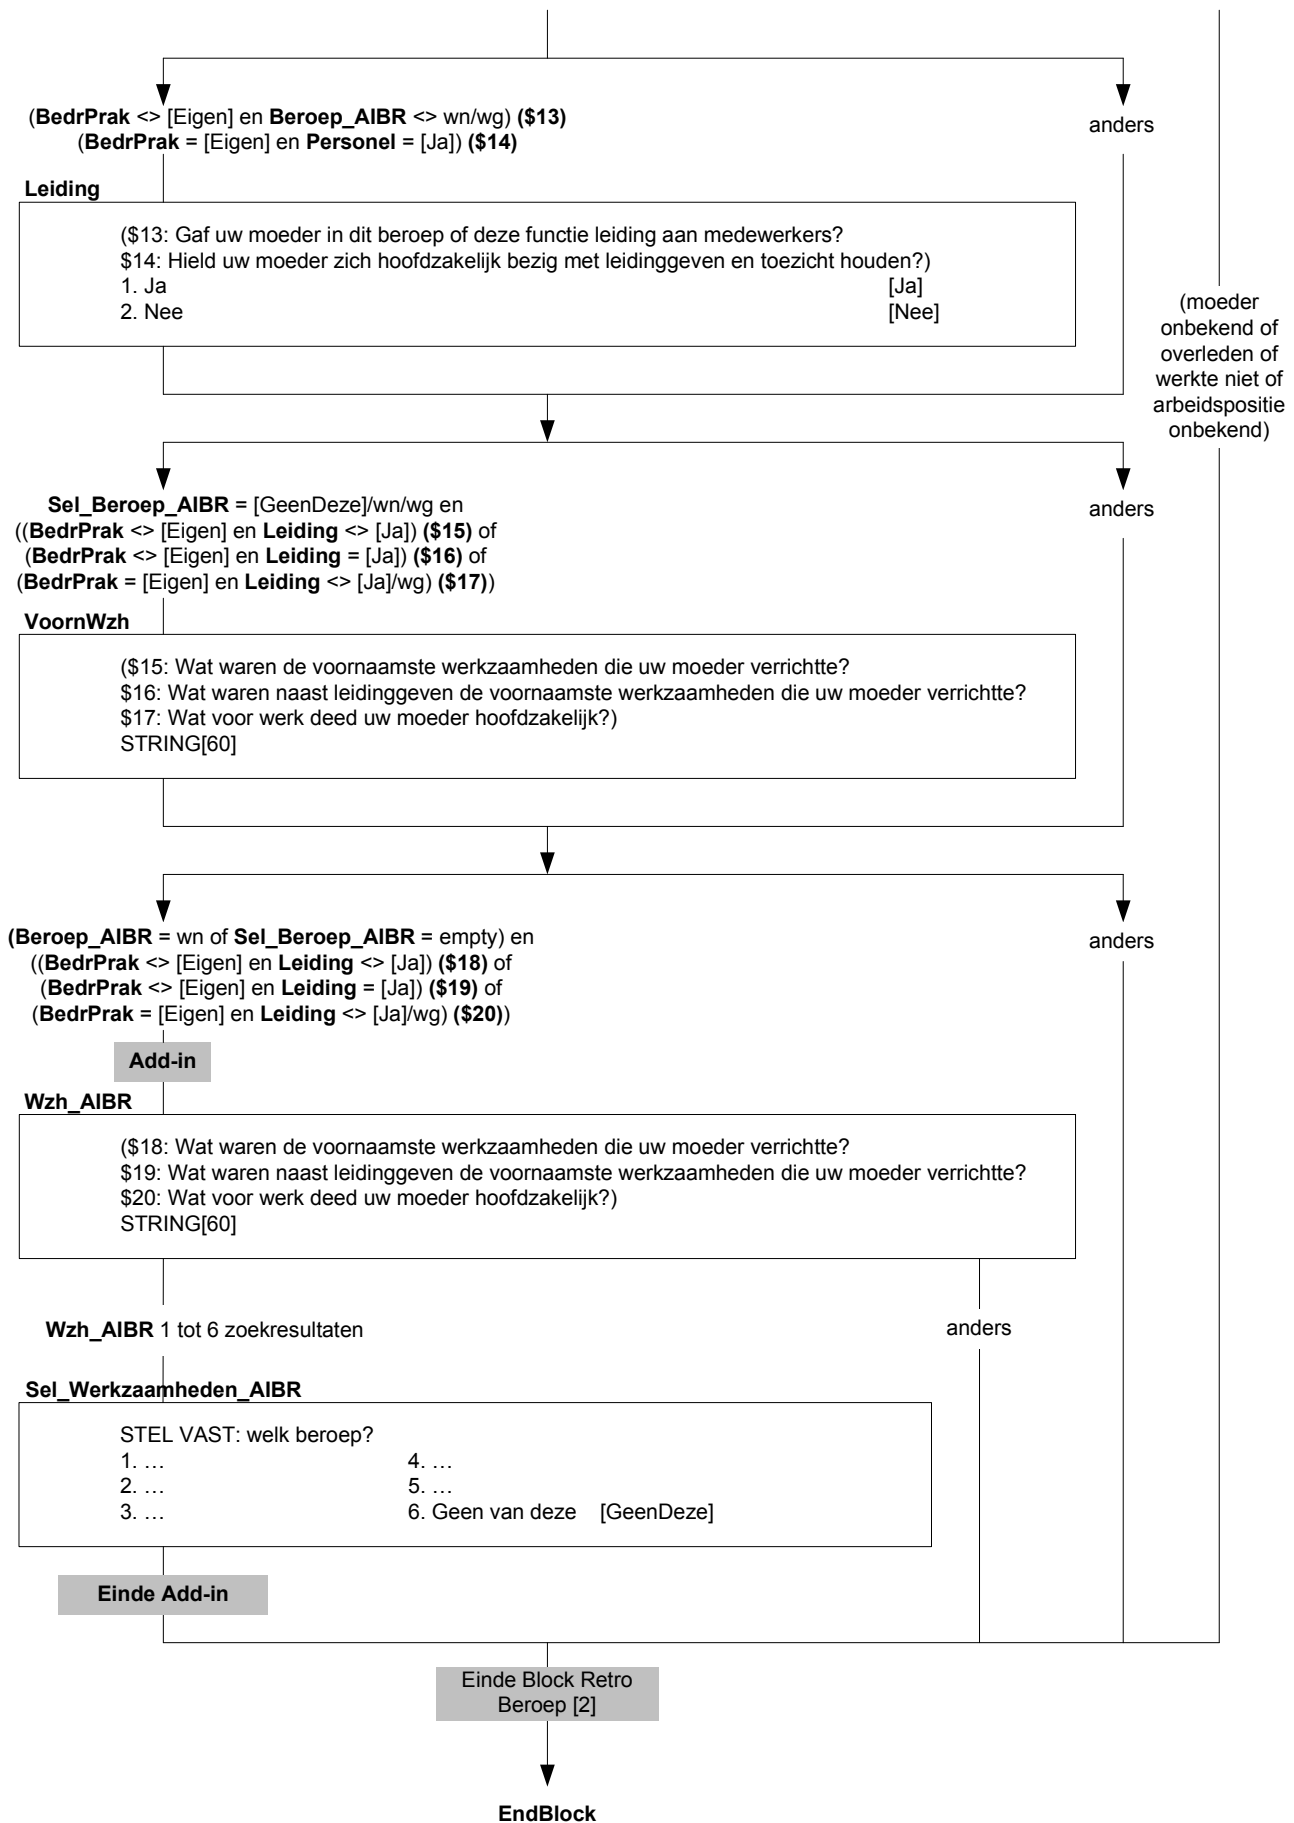 (BedrPrak <> [Eigen] en Beroep_AIBR <> wn/wg) ($13)
(BedrPrak = [Eigen] en Personel = [Ja]) ($14)
anders
Leiding
($13: Gaf uw moeder in dit beroep of deze functie leiding aan medewerkers?
$14: Hield uw moeder zich hoofdzakelijk bezig met leidinggeven en toezicht houden?)
1. Ja [Ja]
2. Nee [Nee]
(moeder
onbekend of
overleden of
werkte niet of
arbeidspositie
onbekend)
Sel_Beroep_AIBR = [GeenDeze]/wn/wg en
((BedrPrak <> [Eigen] en Leiding <> [Ja]) ($15) of
(BedrPrak <> [Eigen] en Leiding = [Ja]) ($16) of
(BedrPrak = [Eigen] en Leiding <> [Ja]/wg) ($17))
anders
VoornWzh
($15: Wat waren de voornaamste werkzaamheden die uw moeder verrichtte?
$16: Wat waren naast leidinggeven de voornaamste werkzaamheden die uw moeder verrichtte?
$17: Wat voor werk deed uw moeder hoofdzakelijk?)
STRING[60]
(Beroep_AIBR = wn of Sel_Beroep_AIBR = empty) en
((BedrPrak <> [Eigen] en Leiding <> [Ja]) ($18) of
(BedrPrak <> [Eigen] en Leiding = [Ja]) ($19) of
(BedrPrak = [Eigen] en Leiding <> [Ja]/wg) ($20))
anders
Add-in
Wzh_AIBR
($18: Wat waren de voornaamste werkzaamheden die uw moeder verrichtte?
$19: Wat waren naast leidinggeven de voornaamste werkzaamheden die uw moeder verrichtte?
$20: Wat voor werk deed uw moeder hoofdzakelijk?)
STRING[60]
Wzh_AIBR 1 tot 6 zoekresultaten
anders
Sel_Werkzaamheden_AIBR
STEL VAST: welk beroep?
1. … 4. …
2. … 5. …
3. … 6. Geen van deze [GeenDeze]
Einde Add-in
Einde Block Retro
Beroep [2]
EndBlock